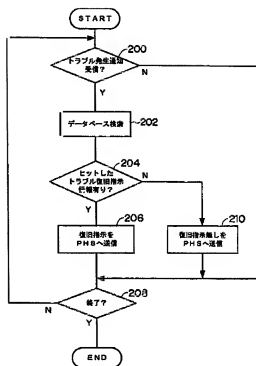 START
200
トラブル発生通知
受信?
N
Y
データベース検索
202
204
ヒットした
トラブル復旧指示
情報有り?
N
Y
206
復旧指示を
PHSへ送信
210
復旧指示無しを
PHSへ送信
208
終了?
N
Y
END